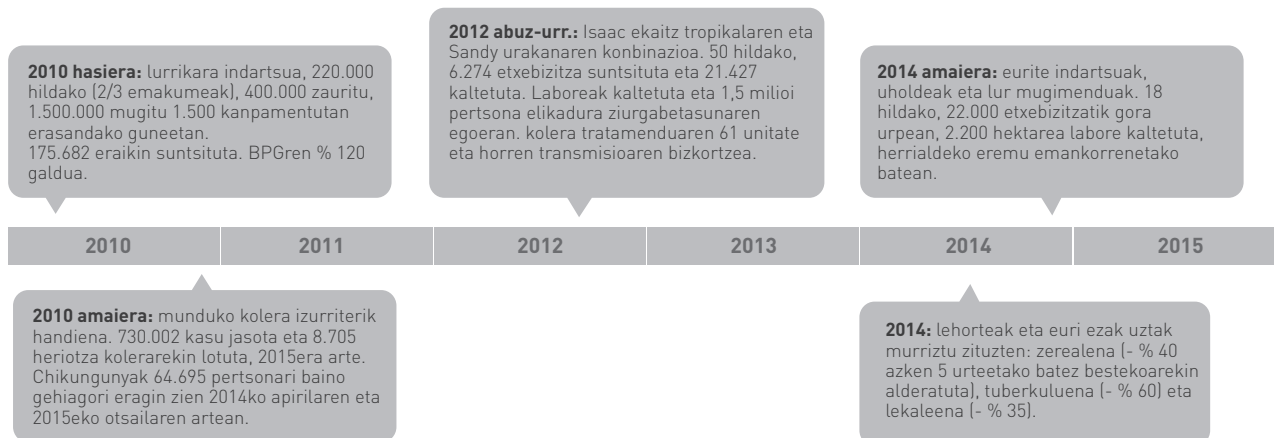 2010 hasiera: lurrikara indartsua, 220.000
hildako (2/3 emakumeak), 400.000 zauritu,
1.500.000 mugitu 1.500 kanpamentutan
erasandako guneetan.
175.682 eraikin suntsituta. BPGren % 120
galdua.
2012 abuz-urr.: Isaac ekaitz tropikalaren eta
Sandy urakanaren konbinazioa. 50 hildako,
6.274 etxebizitza suntsituta eta 21.427
kaltetuta. Laboreak kaltetuta eta 1,5 milioi
pertsona elikadura ziurgabetasunaren
egoeran. kolera tratamenduaren 61 unitate
eta horren transmisioaren bizkortzea.
2014 amaiera: eurite indartsuak,
uholdeak eta lur mugimenduak. 18
hildako, 22.000 etxebizitzatik gora
urpean, 2.200 hektarea labore kaltetuta,
herrialdeko eremu emankorrenetako
batean.
2010 2011 2012 2013 2014 2015
2010 amaiera: munduko kolera izurriterik
handiena. 730.002 kasu jasota eta 8.705
heriotza kolerarekin lotuta, 2015era arte.
Chikungunyak 64.695 pertsonari baino
gehiagori eragin zien 2014ko apirilaren eta
2015eko otsailaren artean.
2014: lehorteak eta euri ezak uztak
murriztu zituzten: zerealena (- % 40
azken 5 urteetako batez bestekoarekin
alderatuta), tuberkuluena (- % 60) eta
lekaleena (- % 35).